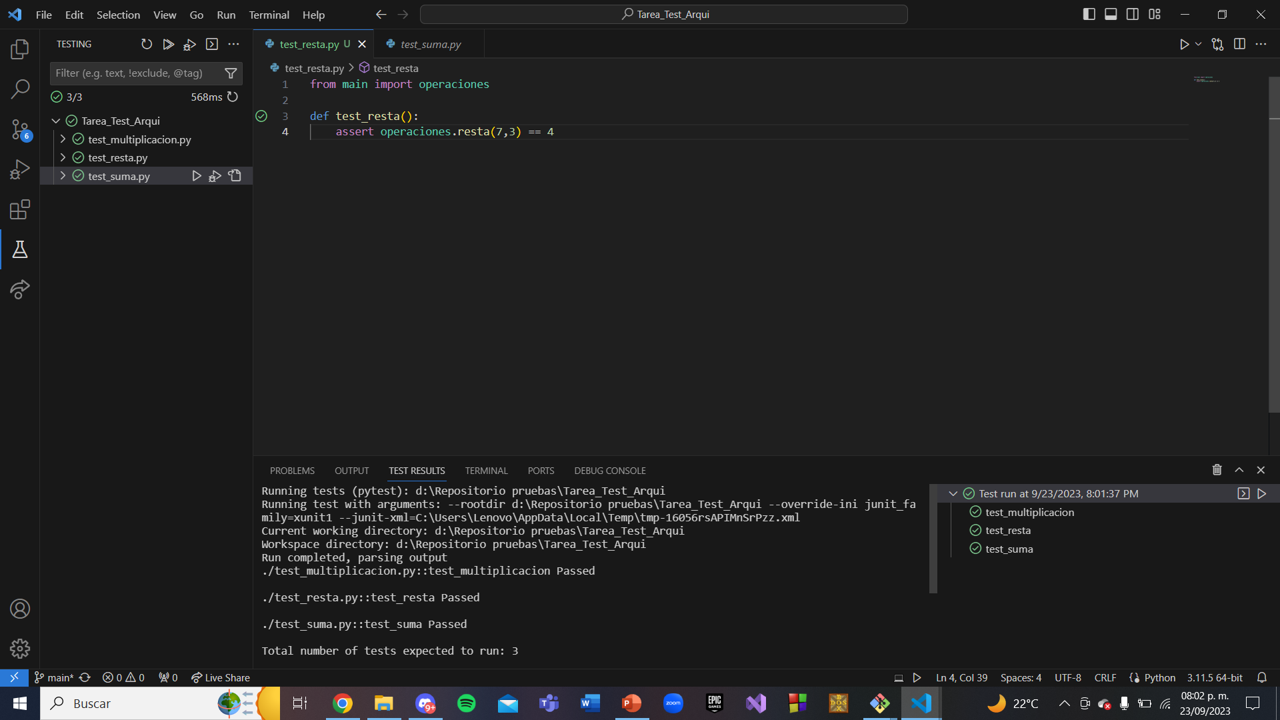 File Edit Selection View Go Run Terminal Help
Tarea_Test_Arqui
TESTING
test_resta.py U
test_suma.py
Filter (e.g. text, !exclude, @tag)
test_resta.py > test_resta
3/3 568ms
Tarea_Test_Arqui
test_multiplicacion.py
test_resta.py
test_suma.py
6
1 from main import operaciones
2
3 def test_resta():
4 assert operaciones.resta(7,3) == 4
PROBLEMS OUTPUT TEST RESULTS TERMINAL PORTS DEBUG CONSOLE
Running tests (pytest): d:\Repositorio pruebas\Tarea_Test_Arqui
Running test with arguments: --rootdir d:\Repositorio pruebas\Tarea_Test_Arqui --override-ini junit_fa
mily=xunit1 --junit-xml=C:\Users\Lenovo\AppData\Local\Temp\tmp-16056rsAPIMnSrPzz.xml
Current working directory: d:\Repositorio pruebas\Tarea_Test_Arqui
Workspace directory: d:\Repositorio pruebas\Tarea_Test_Arqui
Run completed, parsing output
./test_multiplicacion.py::test_multiplicacion Passed
./test_resta.py::test_resta Passed
./test_suma.py::test_suma Passed
Total number of tests expected to run: 3
Test run at 9/23/2023, 8:01:37 PM
test_multiplicacion
test_resta
test_suma
main* 0 0 0 Live Share
Ln 4, Col 39 Spaces: 4 UTF-8 CRLF Python 3.11.5 64-bit
Buscar
zoom
EPIC GAMES
22°C
08:02 p. m.
23/09/2023